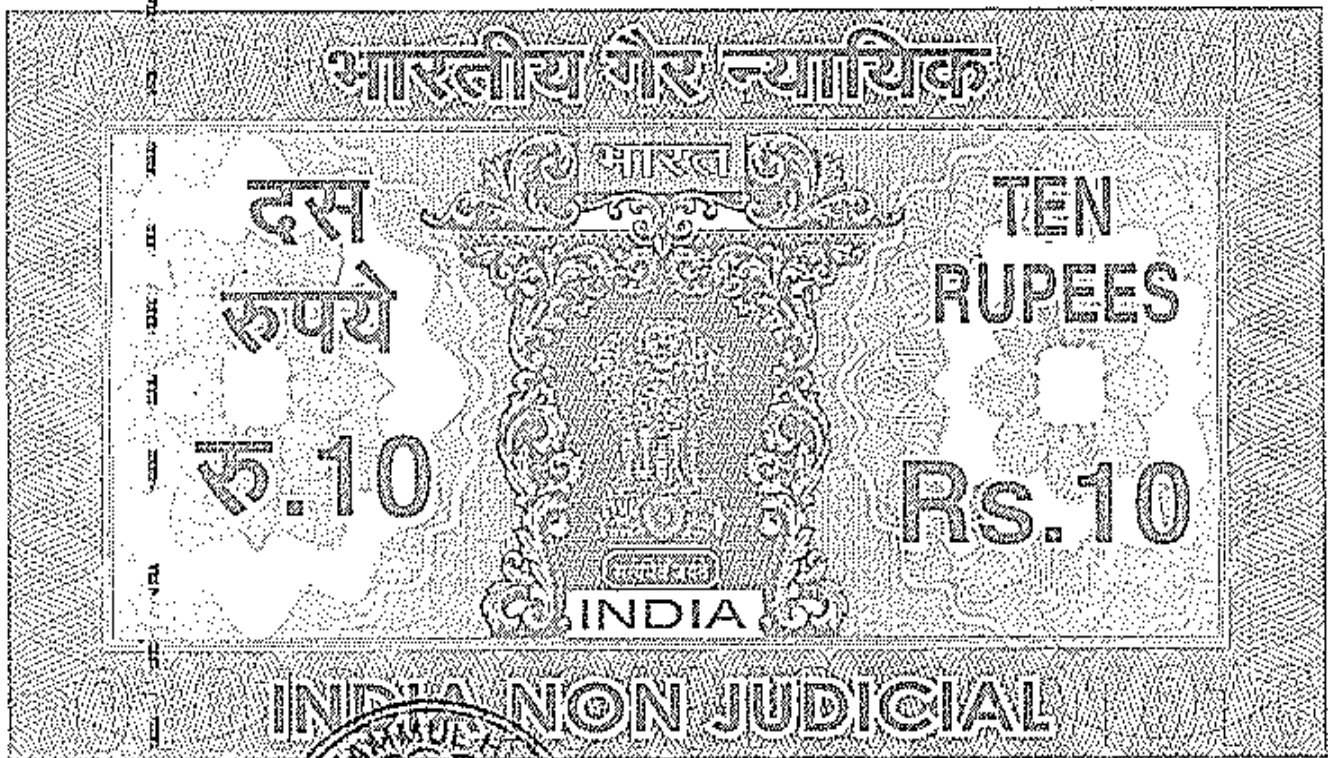 भारतीय गैर न्यायिक
भारत
दस
रुपये
रु.10
TEN
RUPEES
Rs.10
INDIA
INDIA NON JUDICIAL